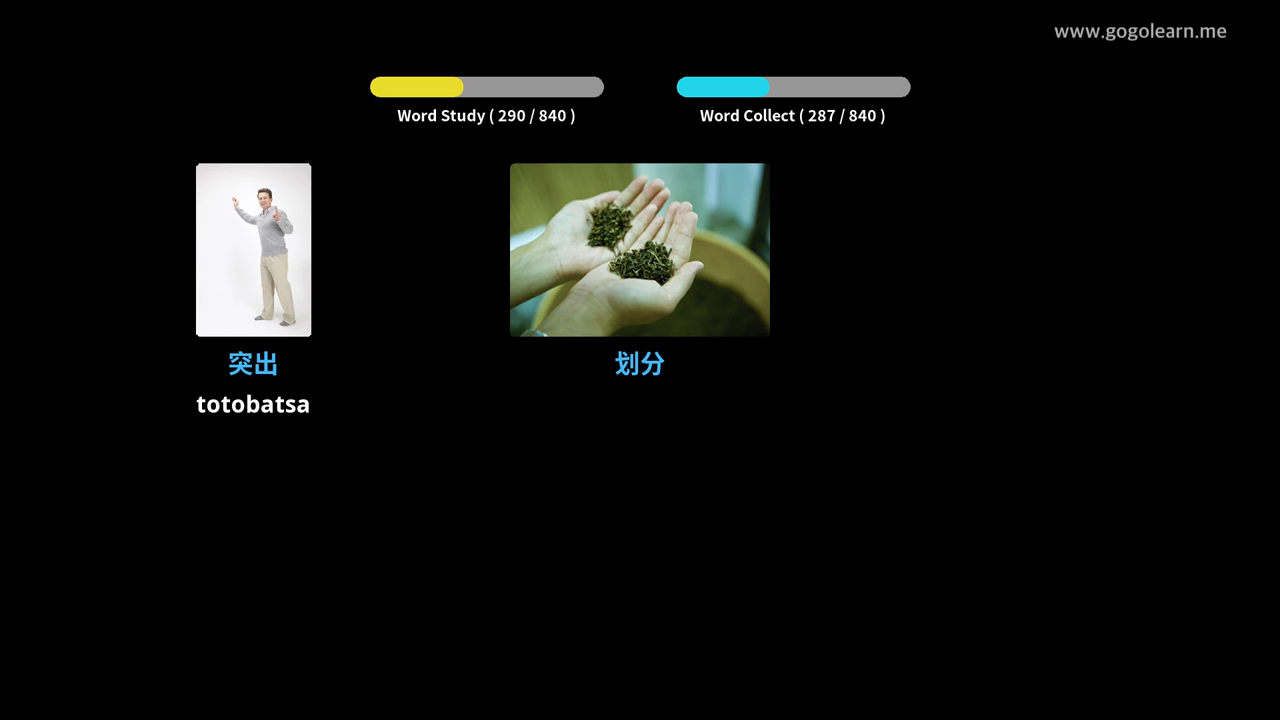 www.gogolearn.me
Word Study ( 290 / 840 )
Word Collect ( 287 / 840 )
突出
划分
totobatsa